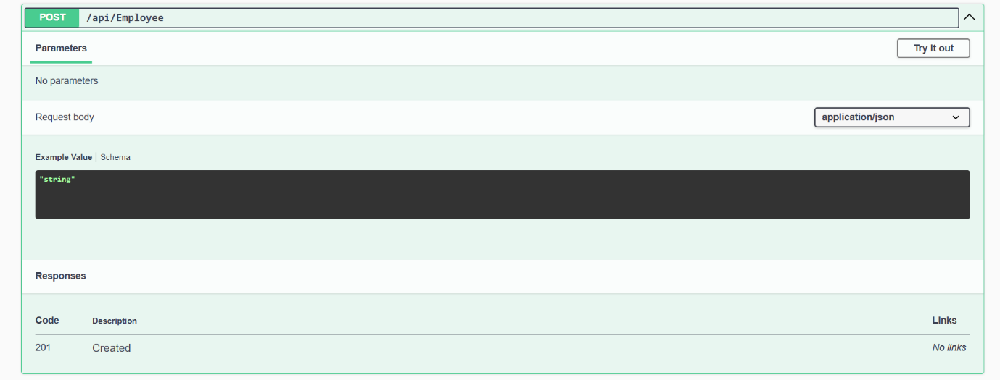 POST /api/Employee
Parameters Try it out
No parameters
Request body application/json
Example Value | Schema
"string"
Responses
Code Description Links
201 Created No links